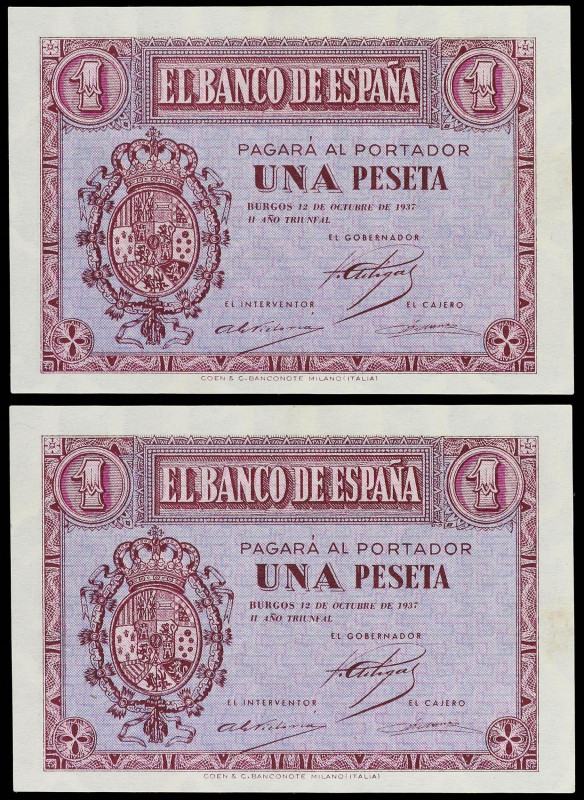 1 EL BANCO DE ESPAÑA 1
PAGARÁ AL PORTADOR
UNA PESETA
BURGOS 12 DE OCTUBRE DE 1937
II AÑO TRIUNFAL
EL GOBERNADOR
EL INTERVENTOR EL CAJERO
COEN & C. BANCONOTE MILANO (ITALIA)
1 EL BANCO DE ESPAÑA 1
PAGARÁ AL PORTADOR
UNA PESETA
BURGOS 12 DE OCTUBRE DE 1937
II AÑO TRIUNFAL
EL GOBERNADOR
EL INTERVENTOR EL CAJERO
COEN & C. BANCONOTE MILANO (ITALIA)